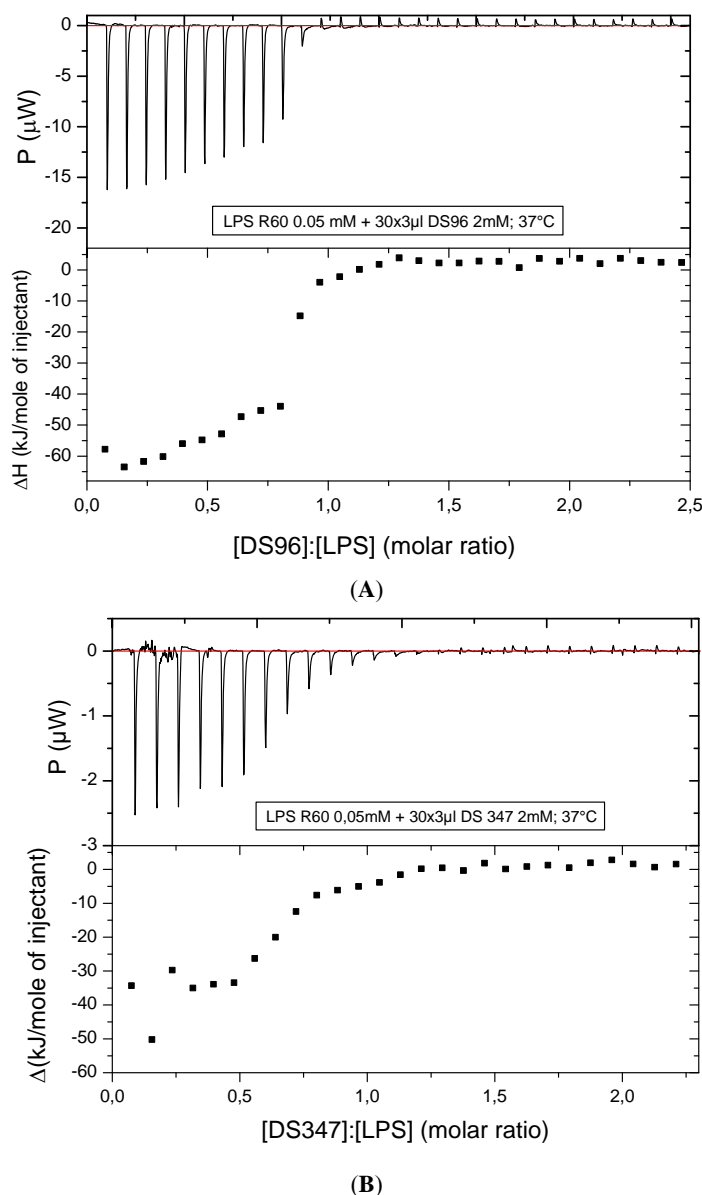 0
-5
-10
-15
-20
P (μW)
LPS R60 0.05 mM + 30x3μl DS96 2mM; 37°C
0
-10
-20
-30
-40
-50
-60
ΔH (kJ/mole of injectant)
0,0 0,5 1,0 1,5 2,0 2,5
[DS96]:[LPS] (molar ratio)
(A)
0
-1
-2
-3
P (μW)
LPS R60 0,05mM + 30x3μl DS 347 2mM; 37°C
0
-10
-20
-30
-40
-50
-60
Δ(kJ/mole of injectant)
0,0 0,5 1,0 1,5 2,0
[DS347]:[LPS] (molar ratio)
(B)